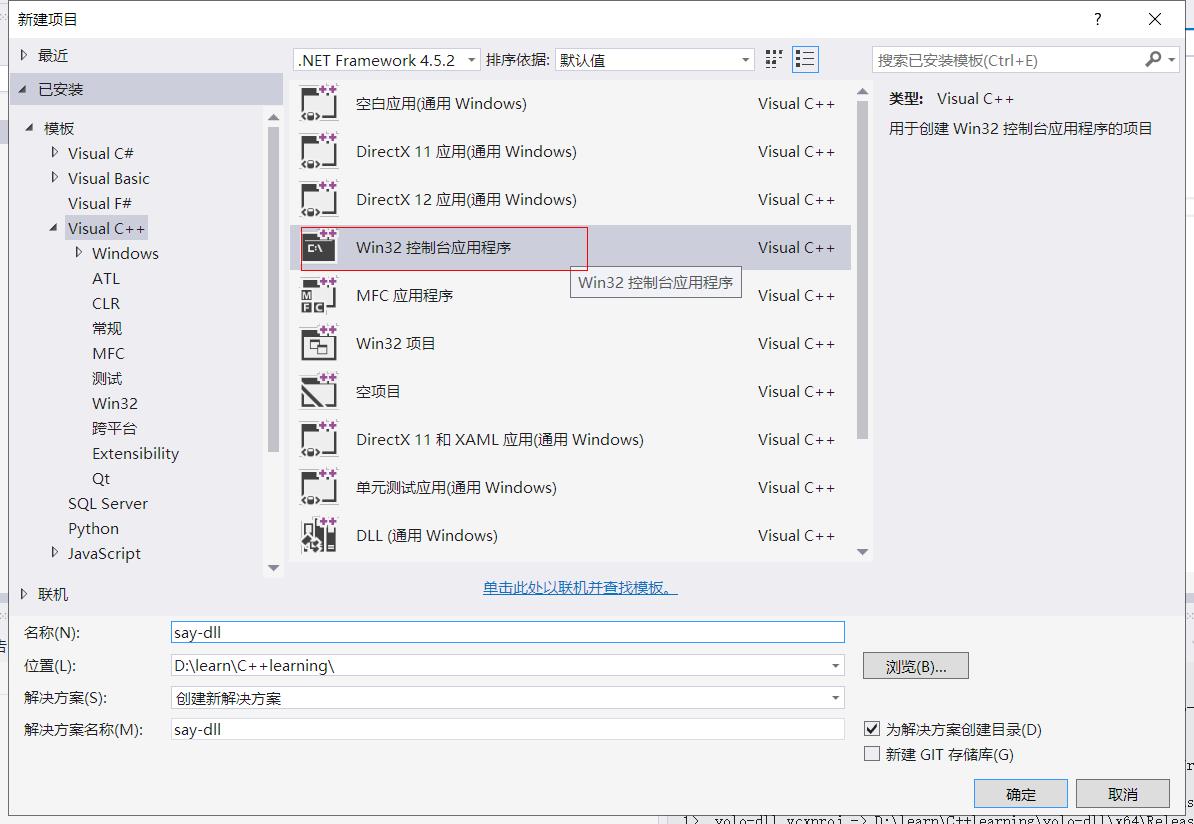 新建项目
?
最近
已安装
模板
Visual C#
Visual Basic
Visual F#
Visual C++
Windows
ATL
CLR
常规
MFC
测试
Win32
跨平台
Extensibility
Qt
SQL Server
Python
JavaScript
联机
.NET Framework 4.5.2 排序依据: 默认值
搜索已安装模板(Ctrl+E)
空白应用(通用 Windows) Visual C++
DirectX 11 应用(通用 Windows) Visual C++
DirectX 12 应用(通用 Windows) Visual C++
Win32 控制台应用程序 Visual C++
Win32 控制台应用程序
MFC 应用程序 Visual C++
Win32 项目 Visual C++
空项目 Visual C++
DirectX 11 和 XAML 应用(通用 Windows) Visual C++
单元测试应用(通用 Windows) Visual C++
DLL (通用 Windows) Visual C++
单击此处以联机并查找模板。
类型: Visual C++
用于创建 Win32 控制台应用程序的项目
名称(N): say-dll
位置(L): D:\learn\C++learning\ 浏览(B)...
解决方案(S): 创建新解决方案
解决方案名称(M): say-dll
为解决方案创建目录(D)
新建 GIT 存储库(G)
确定 取消
1> yolo-dll.vcxproj -> D:\learn\C++learning\yolo-dll\x64\Releas